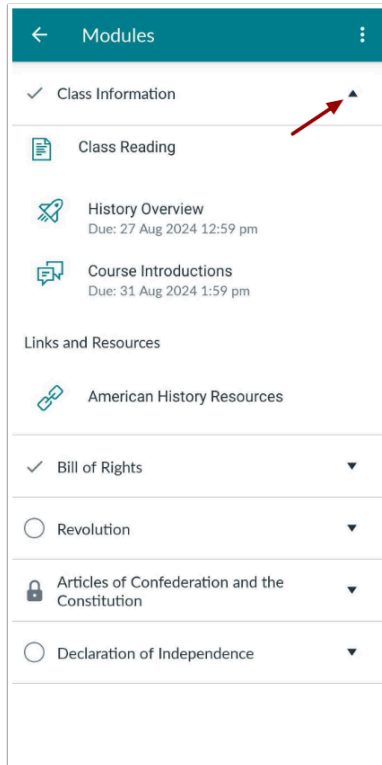 Modules
Class Information
Class Reading
History Overview
Due: 27 Aug 2024 12:59 pm
Course Introductions
Due: 31 Aug 2024 1:59 pm
Links and Resources
American History Resources
Bill of Rights
Revolution
Articles of Confederation and the
Constitution
Declaration of Independence